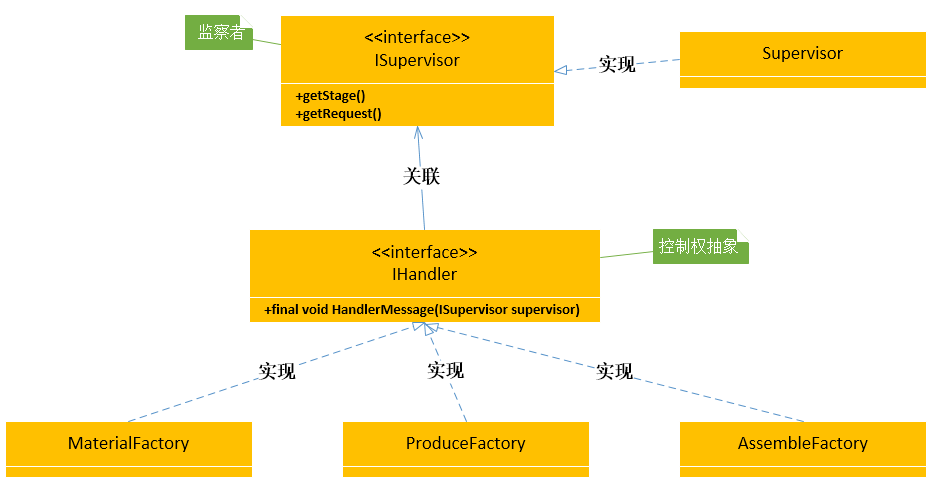 监察者
<<interface>>
ISupervisor
+getStage()
+getRequest()
实现
Supervisor
关联
<<interface>>
IHandler
+final void HandlerMessage(ISupervisor supervisor)
控制权抽象
实现
实现
实现
MaterialFactory
ProduceFactory
AssembleFactory